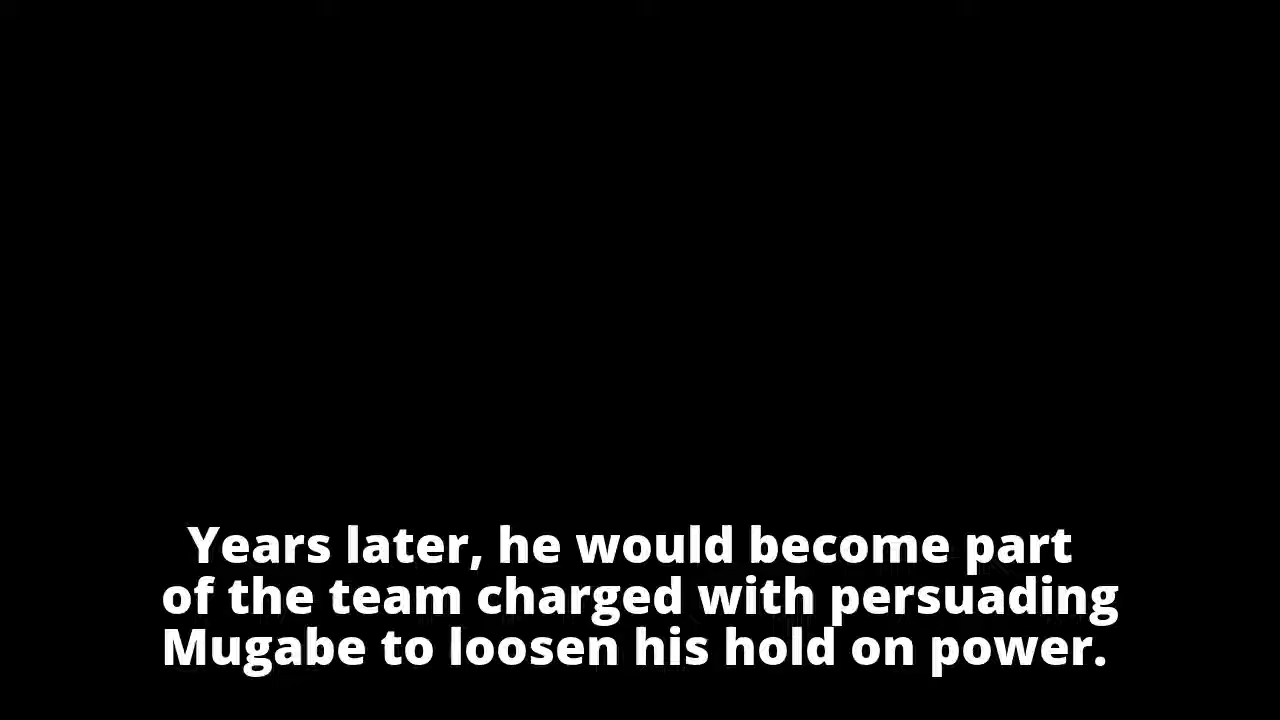 Years later, he would become part
of the team charged with persuading
Mugabe to loosen his hold on power.